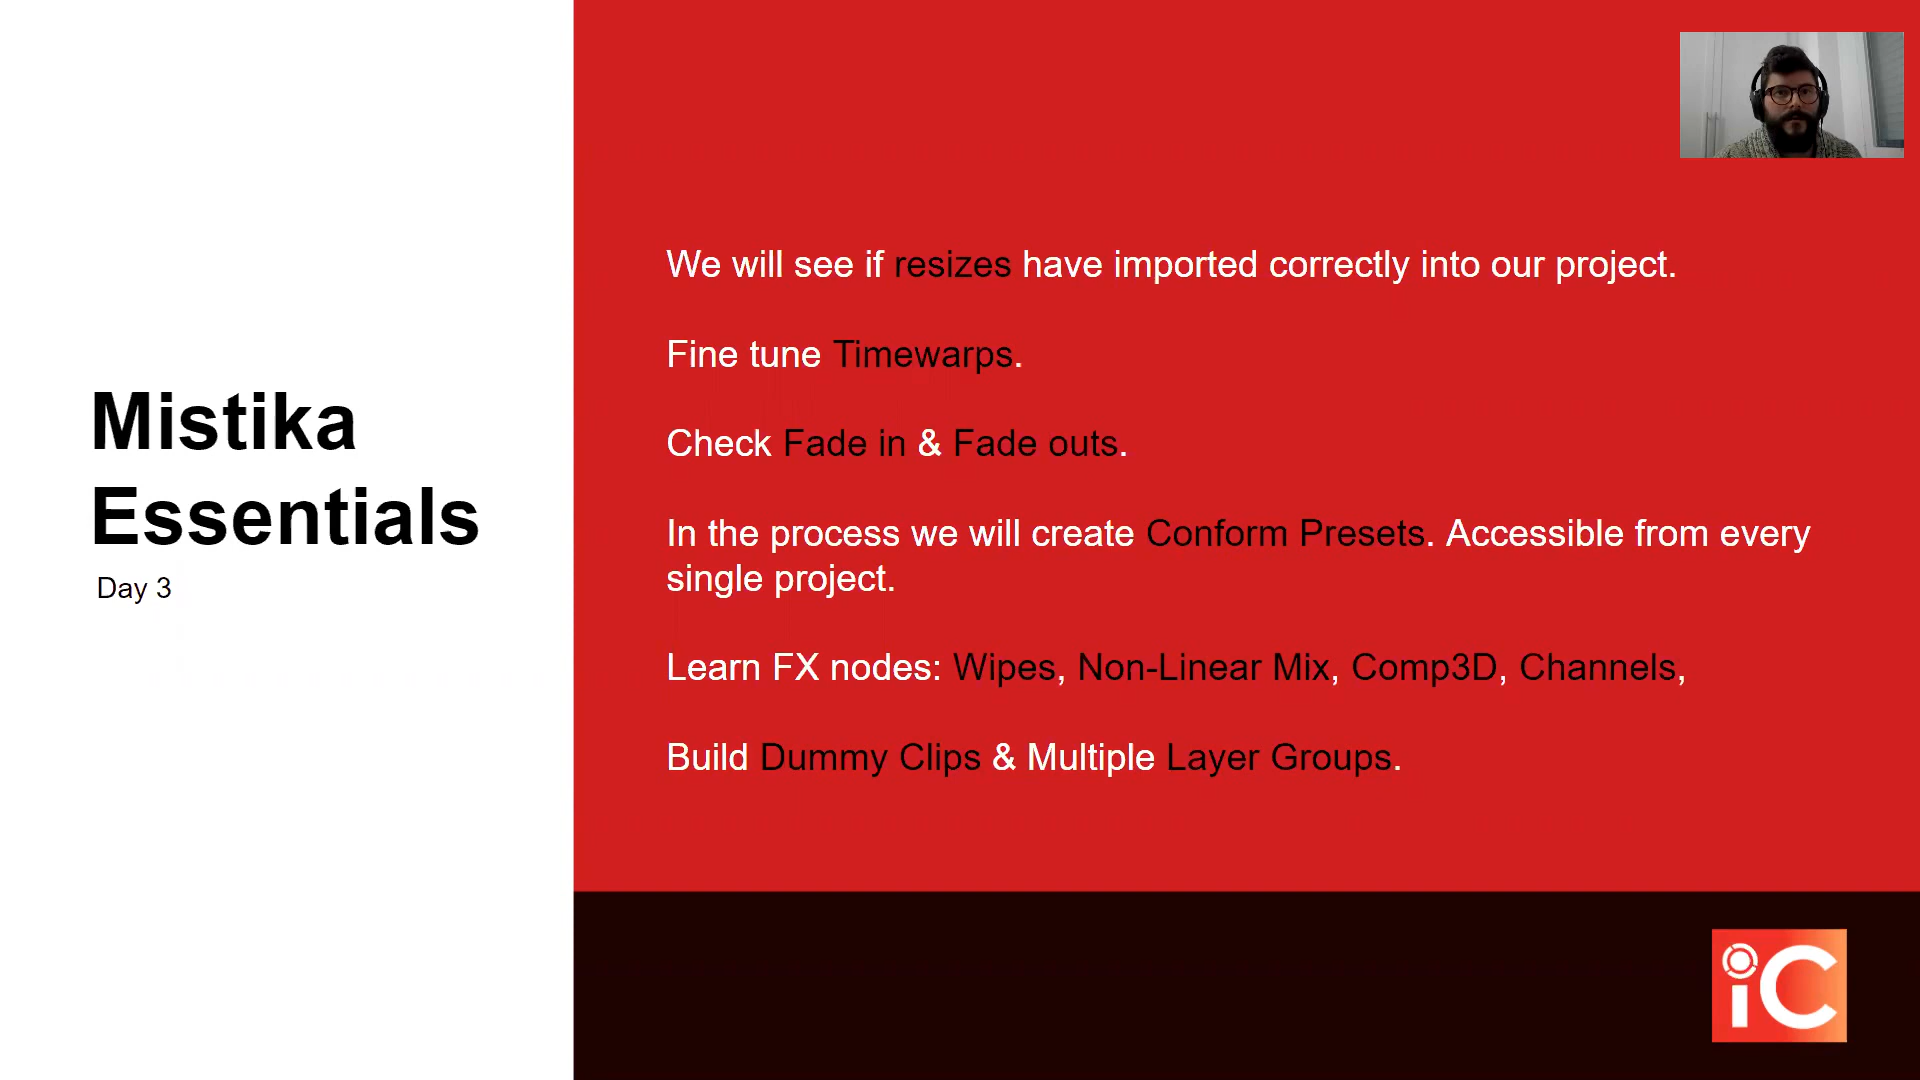 Mistika
Essentials
Day 3
We will see if resizes have imported correctly into our project.
Fine tune Timewarps.
Check Fade in & Fade outs.
In the process we will create Conform Presets. Accessible from every
single project.
Learn FX nodes: Wipes, Non-Linear Mix, Comp3D, Channels,
Build Dummy Clips & Multiple Layer Groups.
iC